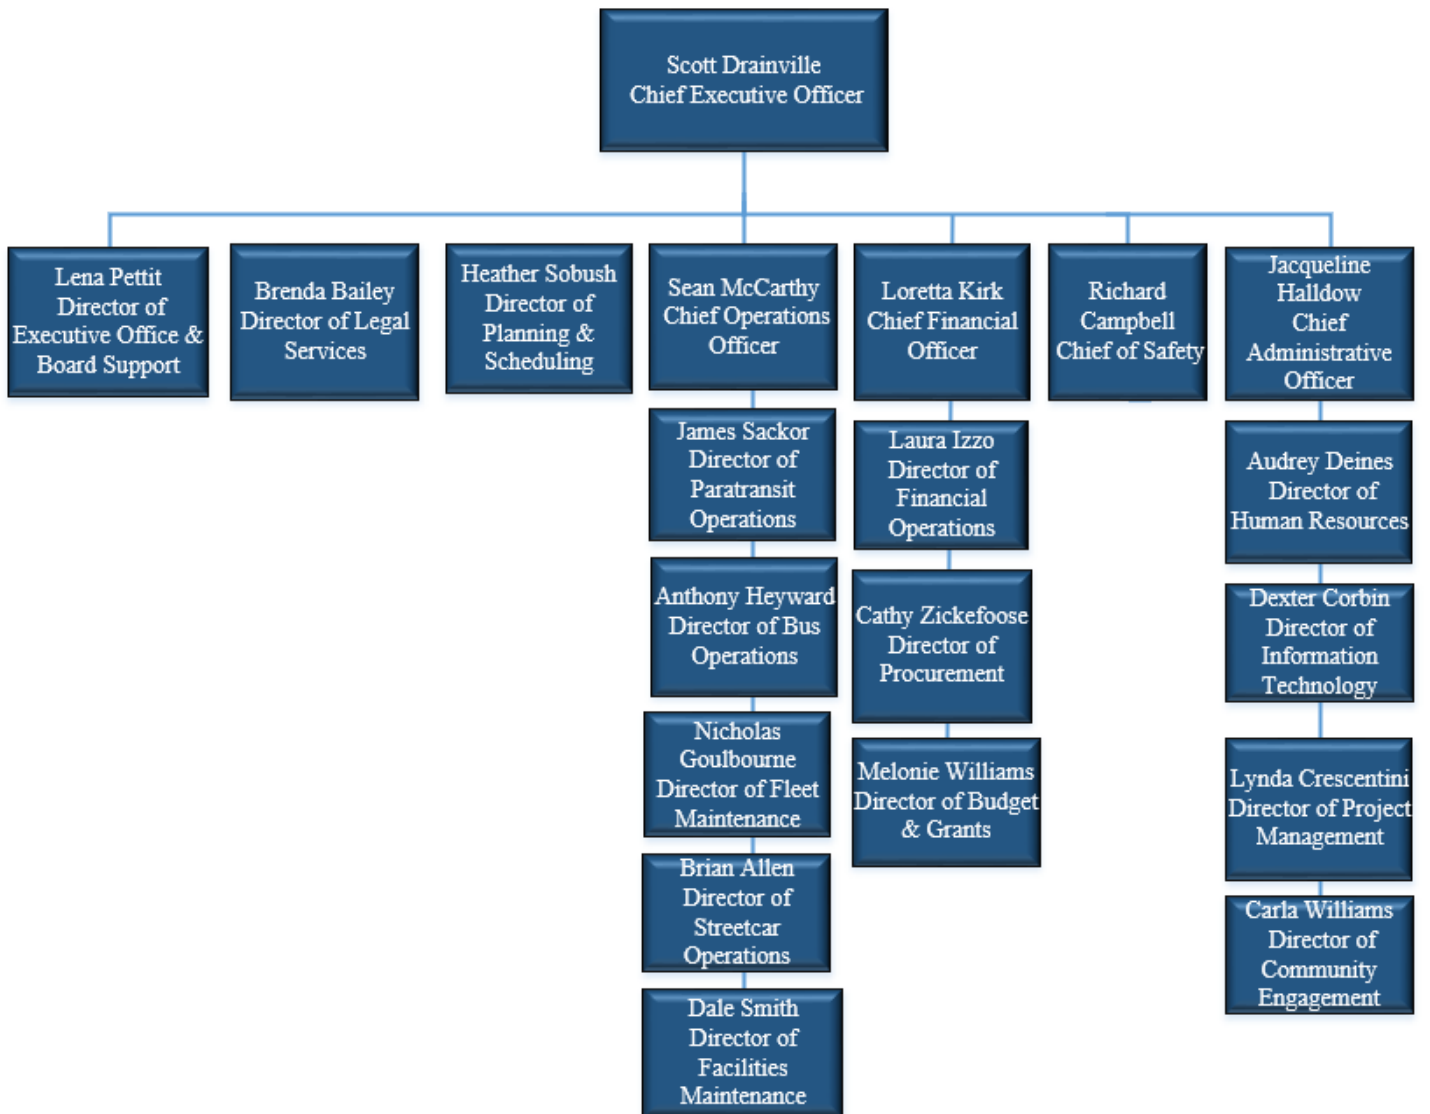 Scott Drainville
Chief Executive Officer
Lena Pettit
Director of
Executive Office &
Board Support
Brenda Bailey
Director of Legal
Services
Heather Sobush
Director of
Planning &
Scheduling
Sean McCarthy
Chief Operations
Officer
Loretta Kirk
Chief Financial
Officer
Richard
Campbell
Chief of Safety
Jacqueline
Halldow
Chief
Administrative
Officer
James Sackor
Director of
Paratransit
Operations
Anthony Heyward
Director of Bus
Operations
Nicholas
Goulbourne
Director of Fleet
Maintenance
Brian Allen
Director of
Streetcar
Operations
Dale Smith
Director of
Facilities
Maintenance
Laura Izzo
Director of
Financial
Operations
Cathy Zickefoose
Director of
Procurement
Melonie Williams
Director of Budget
& Grants
Audrey Deines
Director of
Human Resources
Dexter Corbin
Director of
Information
Technology
Lynda Crescentini
Director of Project
Management
Carla Williams
Director of
Community
Engagement